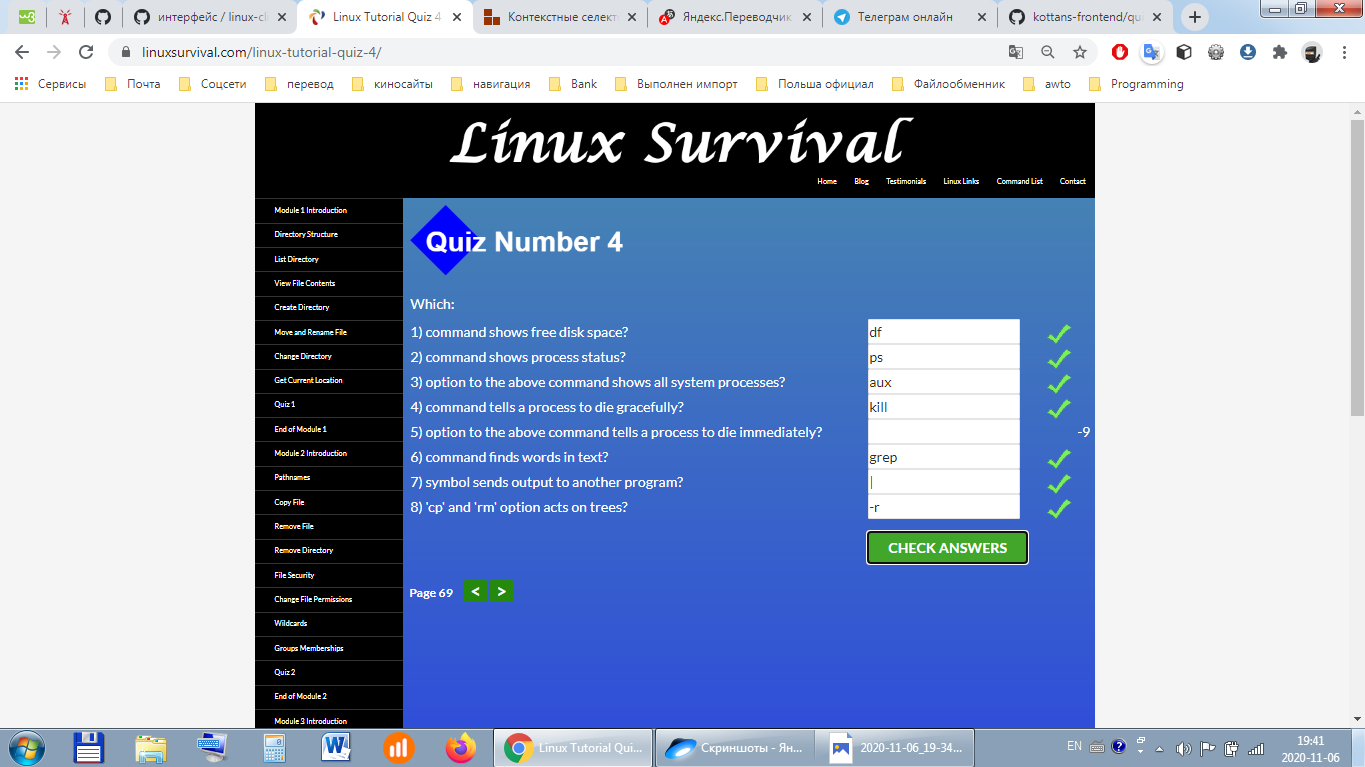 интерфейс / linux-cli
Linux Tutorial Quiz 4
Контекстные селект
Яндекс.Переводчик
Телеграм онлайн
kottans-frontend/qu
linuxsurvival.com/linux-tutorial-quiz-4/
Сервисы Почта Соцсети перевод киносайты навигация Bank Выполнен импорт Польша официал Файлообменник awto Programming
Linux Survival
Home Blog Testimonials Linux Links Command List Contact
Module 1 Introduction
Directory Structure
List Directory
View File Contents
Create Directory
Move and Rename File
Change Directory
Get Current Location
Quiz 1
End of Module 1
Module 2 Introduction
Pathnames
Copy File
Remove File
Remove Directory
File Security
Change File Permissions
Wildcards
Groups Memberships
Quiz 2
End of Module 2
Module 3 Introduction
Quiz Number 4
Which:
1) command shows free disk space? df
2) command shows process status? ps
3) option to the above command shows all system processes? aux
4) command tells a process to die gracefully? kill
5) option to the above command tells a process to die immediately? -9
6) command finds words in text? grep
7) symbol sends output to another program? |
8) 'cp' and 'rm' option acts on trees? -r
CHECK ANSWERS
Page 69 < >
Linux Tutorial Qui...
Скриншоты - Ян...
2020-11-06_19-34...
EN
19:41
2020-11-06